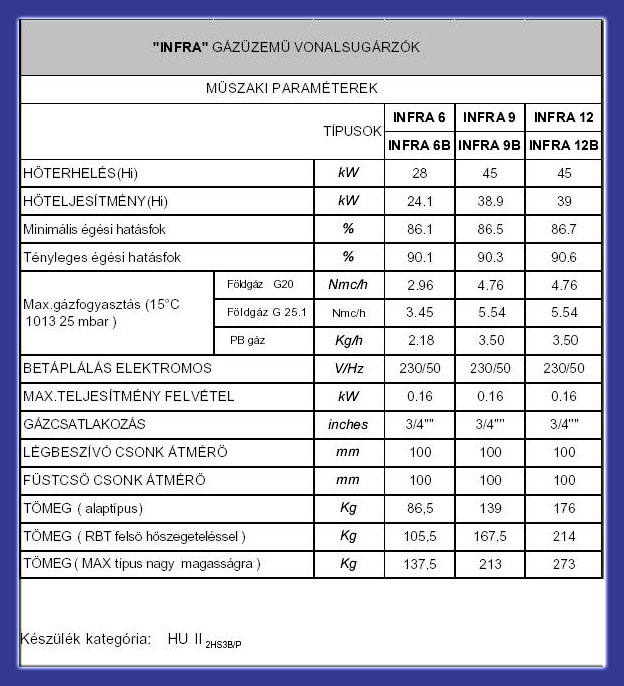 "INFRA" GÁZÜZEMŰ VONALSUGÁRZÓK
MŰSZAKI PARAMÉTEREK
TÍPUSOK INFRA 6 INFRA 9 INFRA 12
INFRA 6B INFRA 9B INFRA 12B
HŐTERHELÉS(Hi) kW 28 45 45
HŐTELJESÍTMÉNY(Hi) kW 24.1 38.9 39
Minimális égési hatásfok % 86.1 86.5 86.7
Tényleges égési hatásfok % 90.1 90.3 90.6
Max.gázfogyasztás (15°C
1013 25 mbar )
Földgáz G20 Nmc/h 2.96 4.76 4.76
Földgáz G 25.1 Nmc/h 3.45 5.54 5.54
PB gáz Kg/h 2.18 3.50 3.50
BETÁPLÁLÁS ELEKTROMOS V/Hz 230/50 230/50 230/50
MAX.TELJESÍTMÉNY FELVÉTEL kW 0.16 0.16 0.16
GÁZCSATLAKOZÁS inches 3/4"" 3/4"" 3/4""
LÉGBESZÍVÓ CSONK ÁTMÉRŐ mm 100 100 100
FÜSTCSŐ CSONK ÁTMÉRŐ mm 100 100 100
TÖMEG ( alaptípus) Kg 86,5 139 176
TÖMEG ( RBT felső hőszegeteléssel ) Kg 105,5 167,5 214
TÖMEG ( MAX típus nagy magasságra ) Kg 137,5 213 273
Készülék kategória: HU II 2HS3B/P